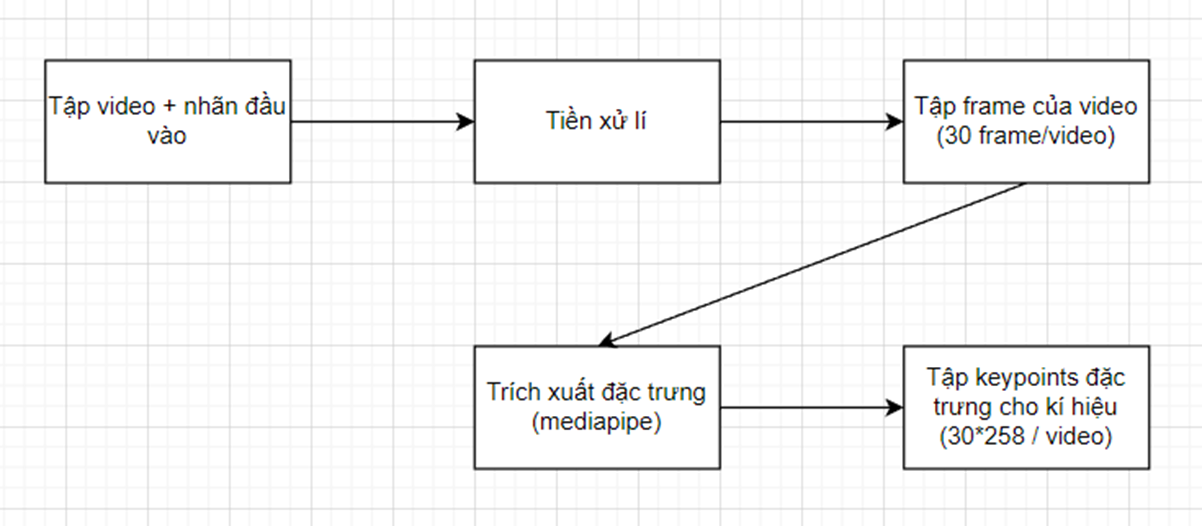 Tập video + nhãn đầu
vào
Tiền xử lí
Tập frame của video
(30 frame/video)
Trích xuất đặc trưng
(mediapipe)
Tập keypoints đặc
trưng cho kí hiệu
(30*258 / video)